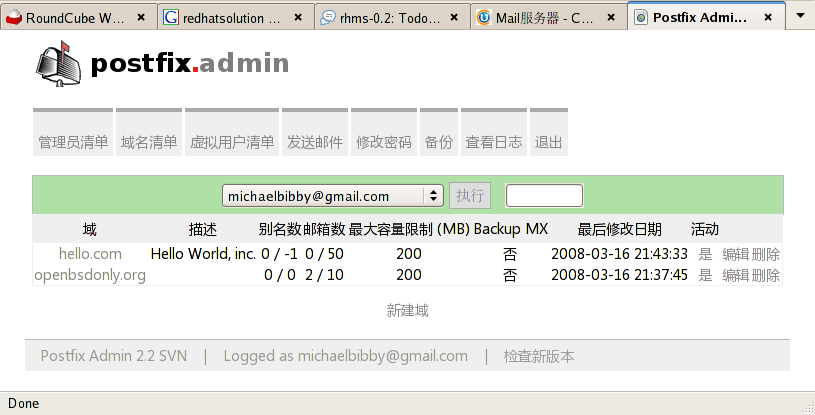 RoundCube W... redhatsolution ... rhms-0.2: Todo... Mail服务器 - C... Postfix Admi...
postfix.admin
管理员清单 域名清单 虚拟用户清单 发送邮件 修改密码 备份 查看日志 退出
michaelbibby@gmail.com 执行
域 描述 别名数 邮箱数 最大容量限制 (MB) Backup MX 最后修改日期 活动
hello.com Hello World, inc. 0 / -1 0 / 50 200 否 2008-03-16 21:43:33 是 编辑 删除
openbsdonly.org 0 / 0 2 / 10 200 否 2008-03-16 21:37:45 是 编辑 删除
新建域
Postfix Admin 2.2 SVN | Logged as michaelbibby@gmail.com | 检查新版本
Done